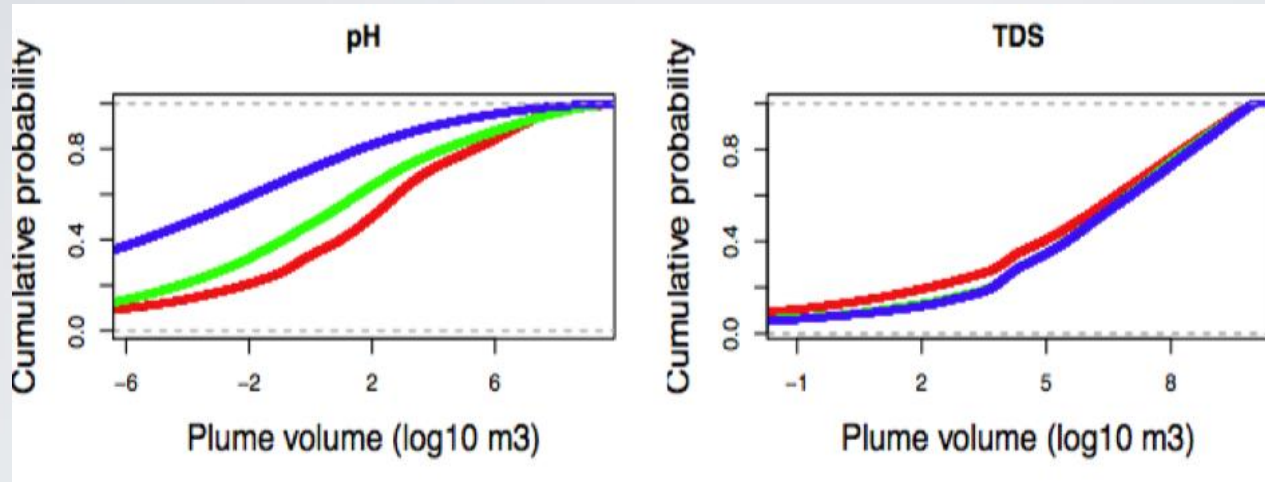 pH
Cumulative probability
0.0 0.4 0.8
−6 −2 2 6
Plume volume (log10 m3)
TDS
Cumulative probability
0.0 0.4 0.8
−1 2 5 8
Plume volume (log10 m3)